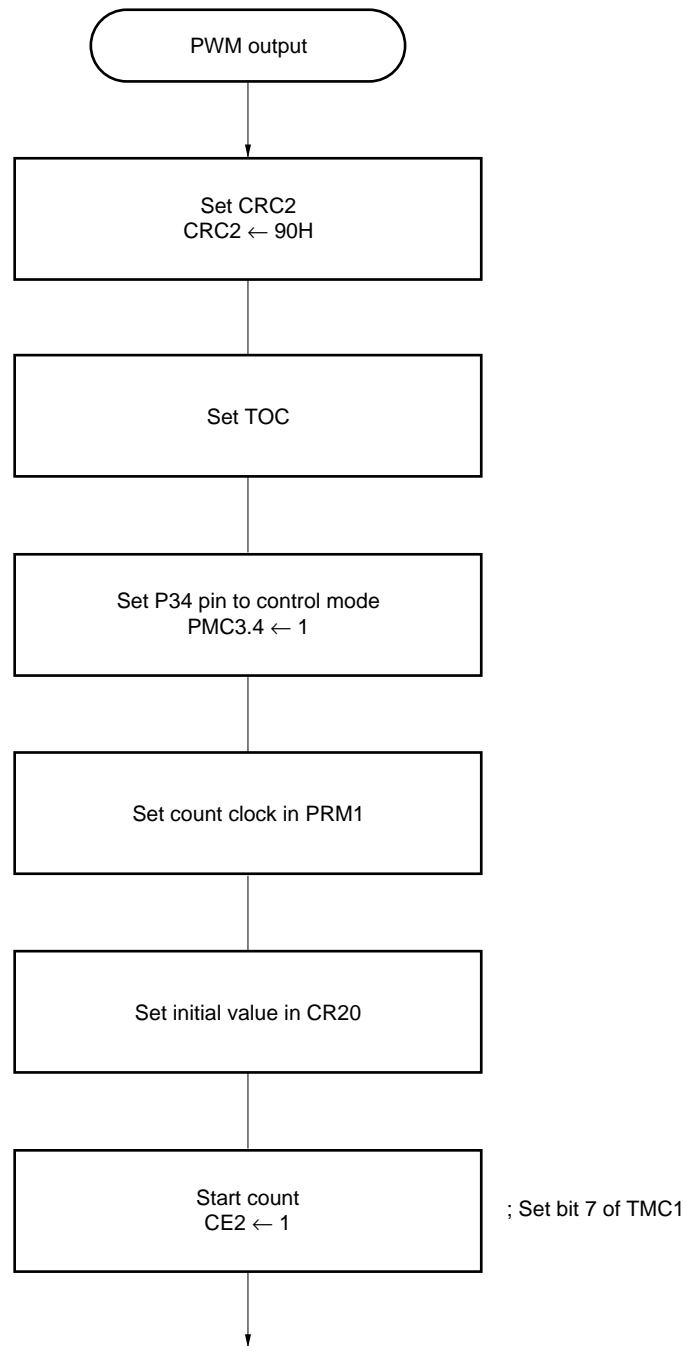 PWM output
Set CRC2
CRC2 ← 90H
Set TOC
Set P34 pin to control mode
PMC3.4 ← 1
Set count clock in PRM1
Set initial value in CR20
Start count
CE2 ← 1
; Set bit 7 of TMC1